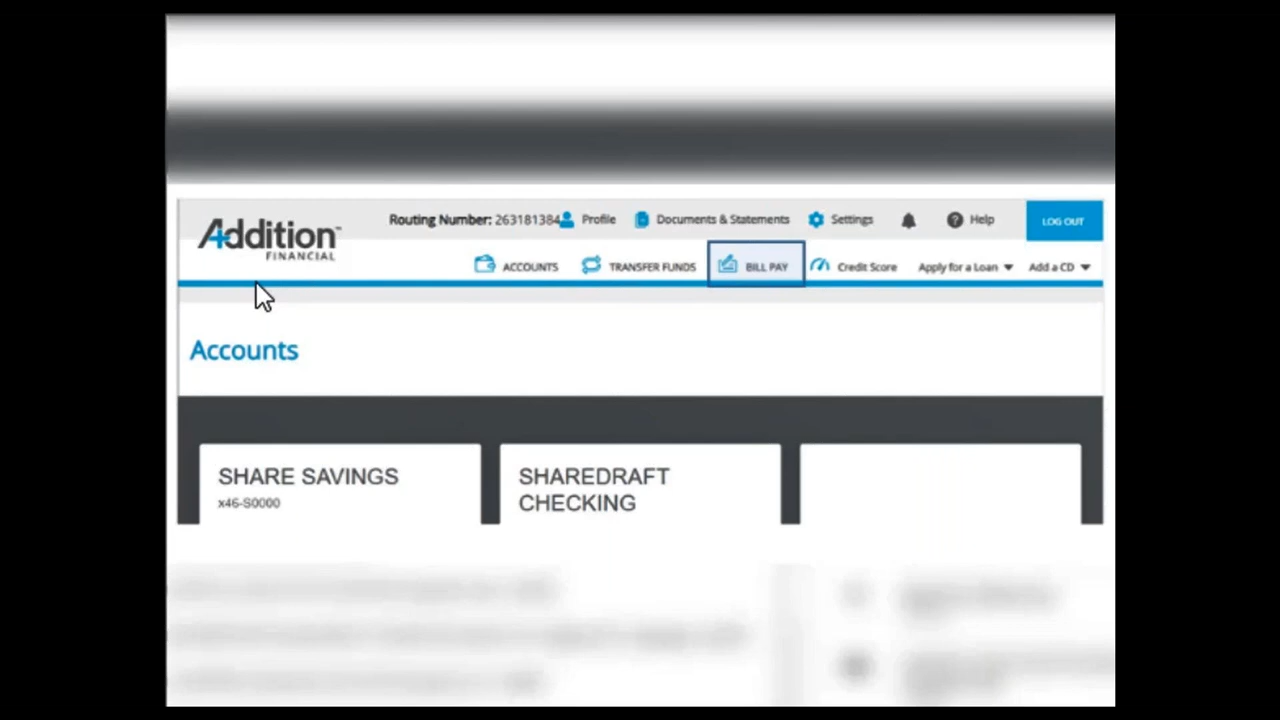 Addition™
FINANCIAL
Routing Number: 263181384 Profile Documents & Statements Settings Help LOG OUT
ACCOUNTS TRANSFER FUNDS BILL PAY Credit Score Apply for a Loan Add a CD
Accounts
SHARE SAVINGS
x46-S0000
SHAREDRAFT
CHECKING